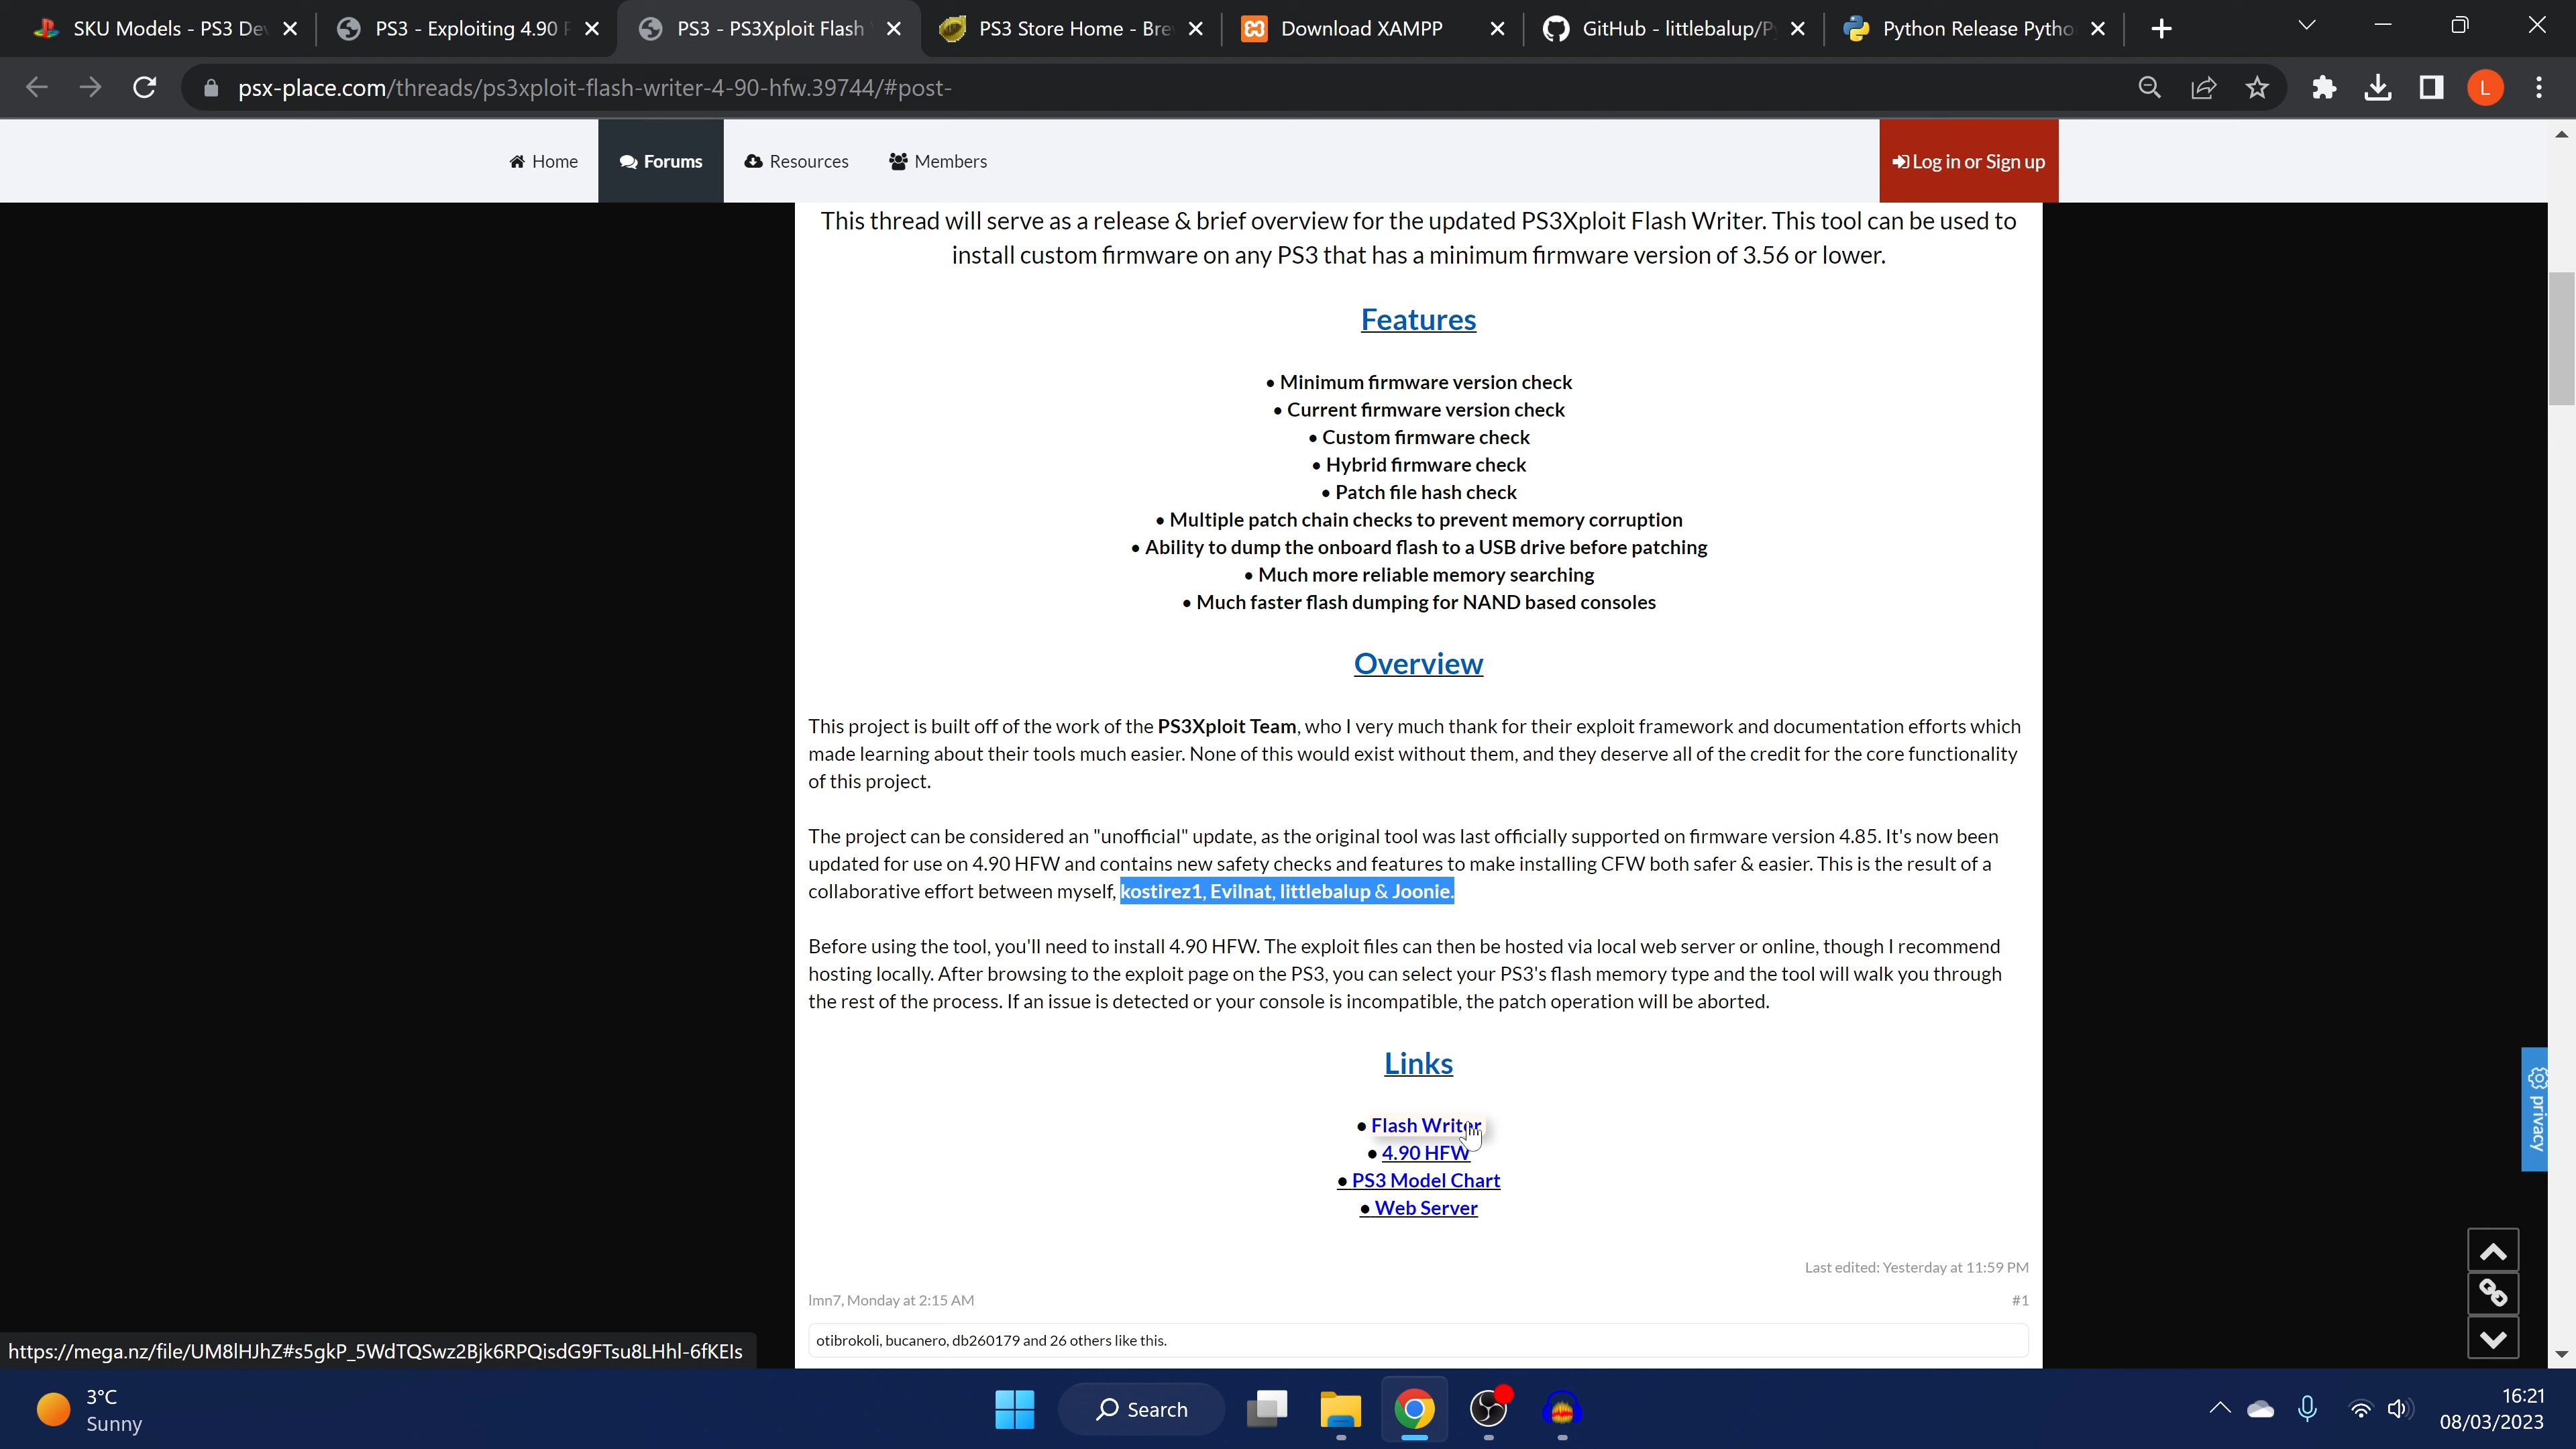 SKU Models - PS3 De
PS3 - Exploiting 4.90
PS3 - PS3Xploit Flash
PS3 Store Home - Bre
Download XAMPP
GitHub - littlebalup/P
Python Release Pytho
psx-place.com/threads/ps3xploit-flash-writer-4-90-hfw.39744/#post-
L
Home
Forums
Resources
Members
Log in or Sign up
This thread will serve as a release & brief overview for the updated PS3Xploit Flash Writer. This tool can be used to
install custom firmware on any PS3 that has a minimum firmware version of 3.56 or lower.
Features
• Minimum firmware version check
• Current firmware version check
• Custom firmware check
• Hybrid firmware check
• Patch file hash check
• Multiple patch chain checks to prevent memory corruption
• Ability to dump the onboard flash to a USB drive before patching
• Much more reliable memory searching
• Much faster flash dumping for NAND based consoles
Overview
This project is built off of the work of the PS3Xploit Team, who I very much thank for their exploit framework and documentation efforts which
made learning about their tools much easier. None of this would exist without them, and they deserve all of the credit for the core functionality
of this project.
The project can be considered an "unofficial" update, as the original tool was last officially supported on firmware version 4.85. It's now been
updated for use on 4.90 HFW and contains new safety checks and features to make installing CFW both safer & easier. This is the result of a
collaborative effort between myself, kostirez1, Evilnat, littlebalup & Joonie.
Before using the tool, you'll need to install 4.90 HFW. The exploit files can then be hosted via local web server or online, though I recommend
hosting locally. After browsing to the exploit page on the PS3, you can select your PS3's flash memory type and the tool will walk you through
the rest of the process. If an issue is detected or your console is incompatible, the patch operation will be aborted.
Links
• Flash Writer
• 4.90 HFW
• PS3 Model Chart
• Web Server
privacy
Last edited: Yesterday at 11:59 PM
lmn7, Monday at 2:15 AM
#1
otibrokoli, bucanero, db260179 and 26 others like this.
https://mega.nz/file/UM8lHJhZ#s5gkP_5WdTQSwz2Bjk6RPQisdG9FTsu8LHhl-6fKEIs
3°C
Sunny
Search
16:21
08/03/2023